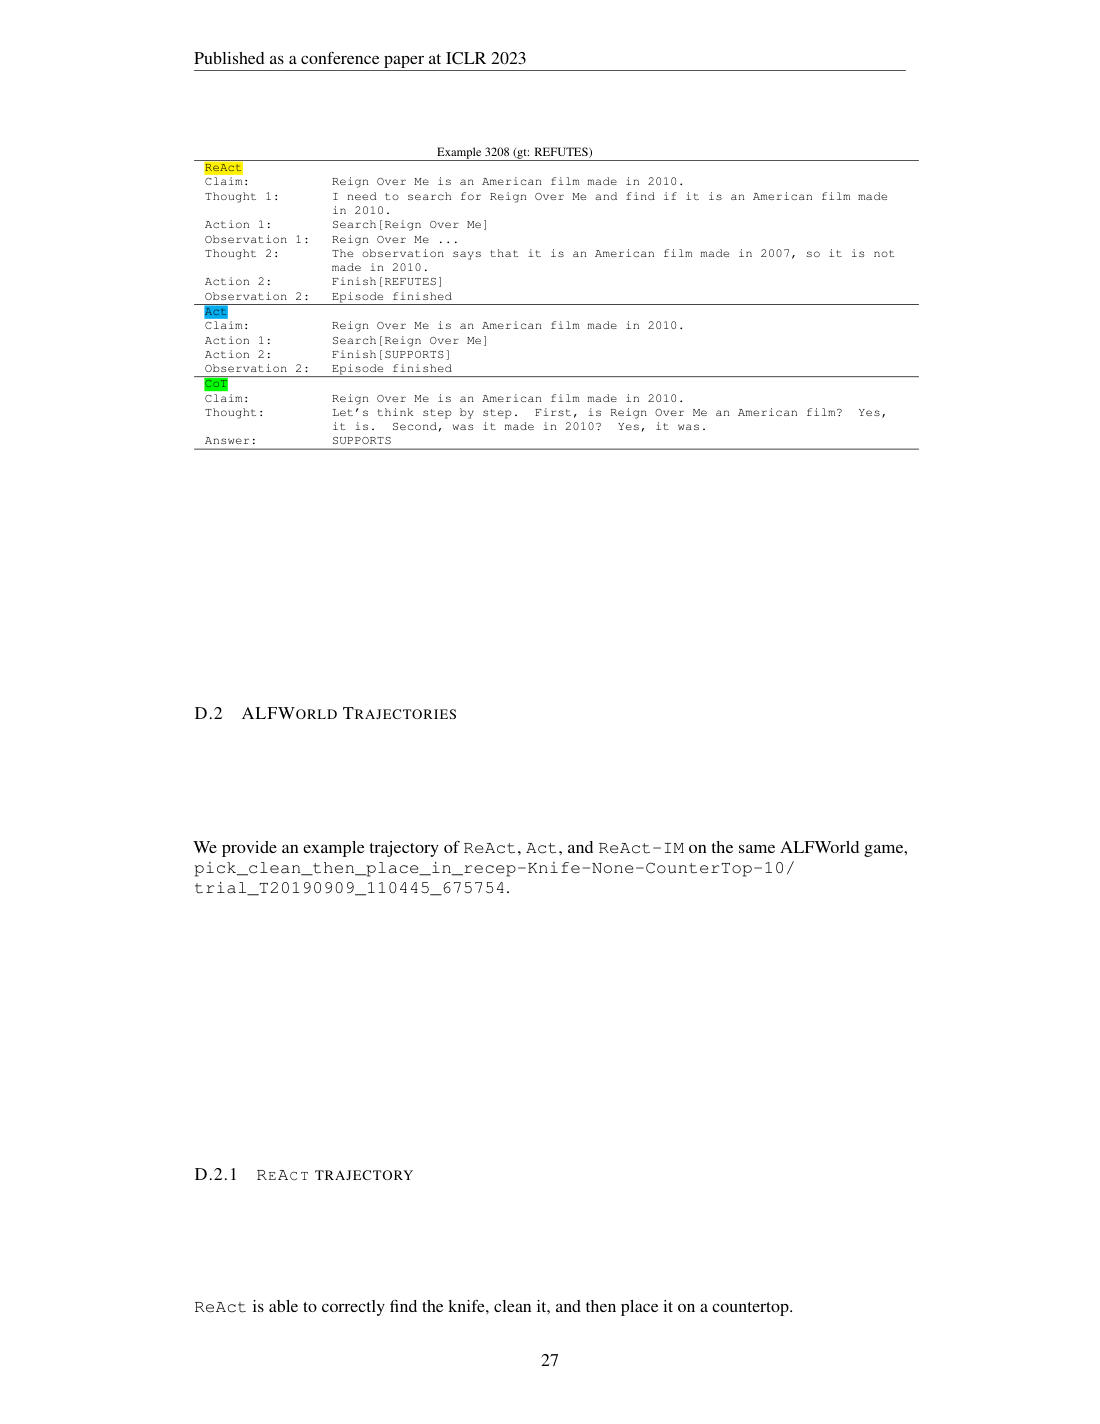 Published as a conference paper at ICLR 2023
Example 3208 (gt: REFUTES)
ReAct
Claim: Reign Over Me is an American film made in 2010.
Thought 1: I need to search for Reign Over Me and find if it is an American film made
in 2010.
Action 1: Search[Reign Over Me]
Observation 1: Reign Over Me ...
Thought 2: The observation says that it is an American film made in 2007, so it is not
made in 2010.
Action 2: Finish[REFUTES]
Observation 2: Episode finished
Act
Claim: Reign Over Me is an American film made in 2010.
Action 1: Search[Reign Over Me]
Action 2: Finish[SUPPORTS]
Observation 2: Episode finished
CoT
Claim: Reign Over Me is an American film made in 2010.
Thought: Let's think step by step. First, is Reign Over Me an American film? Yes,
it is. Second, was it made in 2010? Yes, it was.
Answer: SUPPORTS
D.2 ALFWORLD TRAJECTORIES
We provide an example trajectory of ReAct, Act, and ReAct-IM on the same ALFWorld game,
pick_clean_then_place_in_recep-Knife-None-CounterTop-10/
trial_T20190909_110445_675754.
D.2.1 REACT TRAJECTORY
ReAct is able to correctly find the knife, clean it, and then place it on a countertop.
27